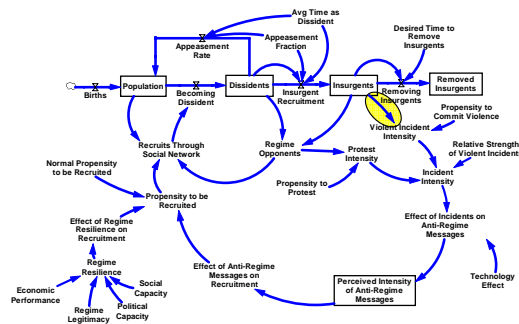 Avg Time as
Dissident
Appeasement
Fraction
Desired Time to
Remove
Insurgents
Appeasement
Rate
Births
Population
Becoming
Dissident
Dissidents
Insurgent
Recruitment
Insurgents
Removing
Insurgents
Removed
Insurgents
Propensity to
Commit Violence
Violent Incident
Intensity
Recruits Through
Social Network
Regime
Opponents
Protest
Intensity
Relative Strength
of Violent Incident
Incident
Intensity
Normal Propensity
to be Recruited
Propensity to
be Recruited
Propensity to
Protest
Effect of Regime
Resilience on
Recruitment
Effect of Incidents on
Anti-Regime
Messages
Regime
Resilience
Effect of Anti-Regime
Messages on
Recruitment
Technology
Effect
Economic
Performance
Social
Capacity
Regime
Legitimacy
Political
Capacity
Perceived Intensity
of Anti-Regime
Messages